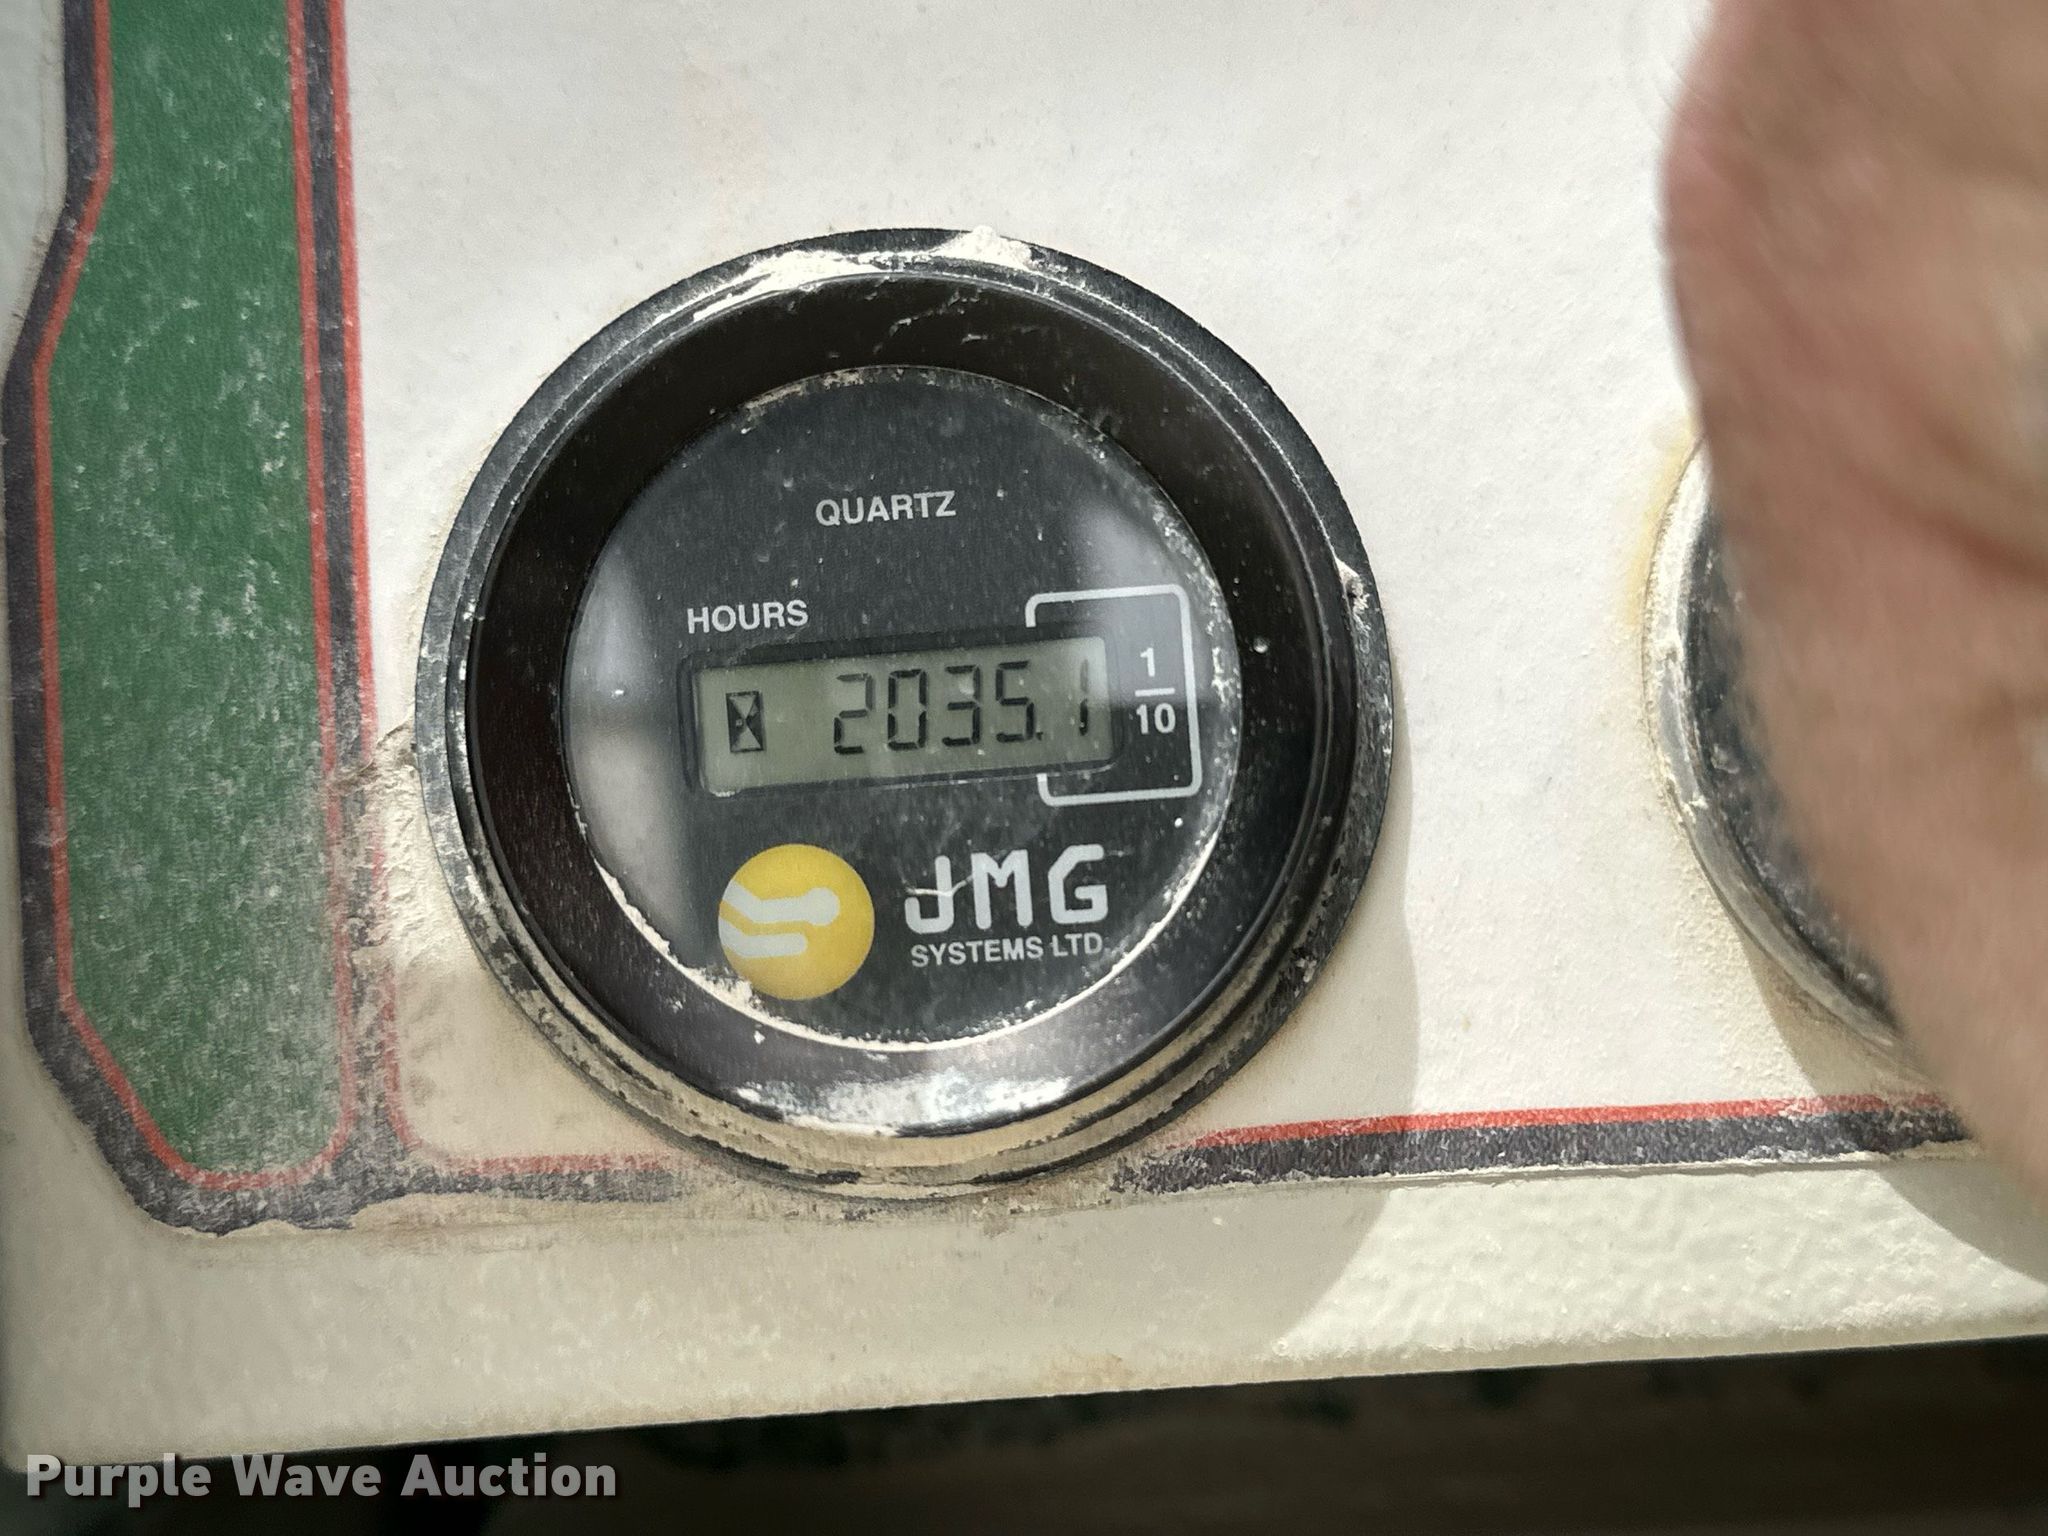 QUARTZ
HOURS
2035.1
1
10
JMG
SYSTEMS LTD.
Purple Wave Auction